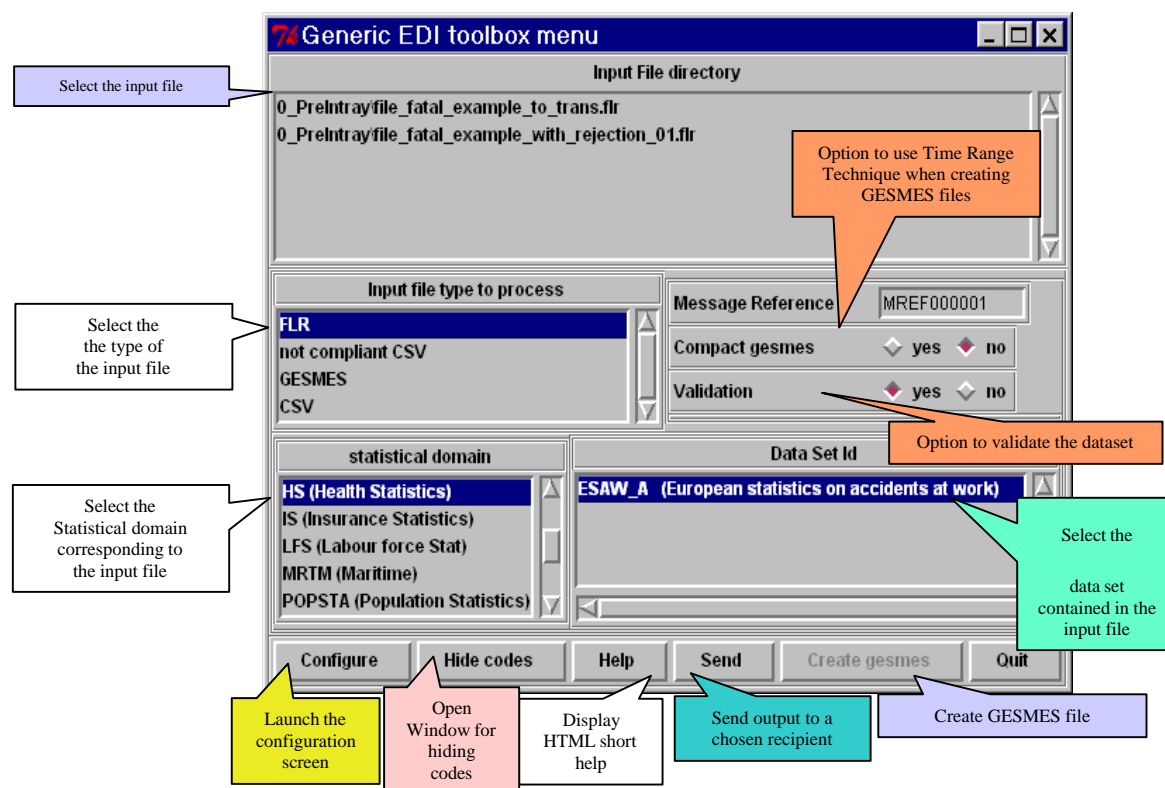 Generic EDI toolbox menu
Input File directory
Select the input file
0_PreIntray\file_fatal_example_to_trans.flr
0_PreIntray\file_fatal_example_with_rejection_01.flr
Option to use Time Range
Technique when creating
GESMES files
Input file type to process
FLR
not compliant CSV
GESMES
CSV
Select the
the type of
the input file
Message Reference MREF000001
Compact gesmes yes no
Validation yes no
Option to validate the dataset
statistical domain
HS (Health Statistics)
IS (Insurance Statistics)
LFS (Labour force Stat)
MRTM (Maritime)
POPSTA (Population Statistics)
Select the
Statistical domain
corresponding to
the input file
Data Set Id
ESAW_A (European statistics on accidents at work)
Select the
data set
contained in the
input file
Configure Hide codes Help Send Create gesmes Quit
Launch the
configuration
screen
Open
Window for
hiding
codes
Display
HTML short
help
Send output to a
chosen recipient
Create GESMES file